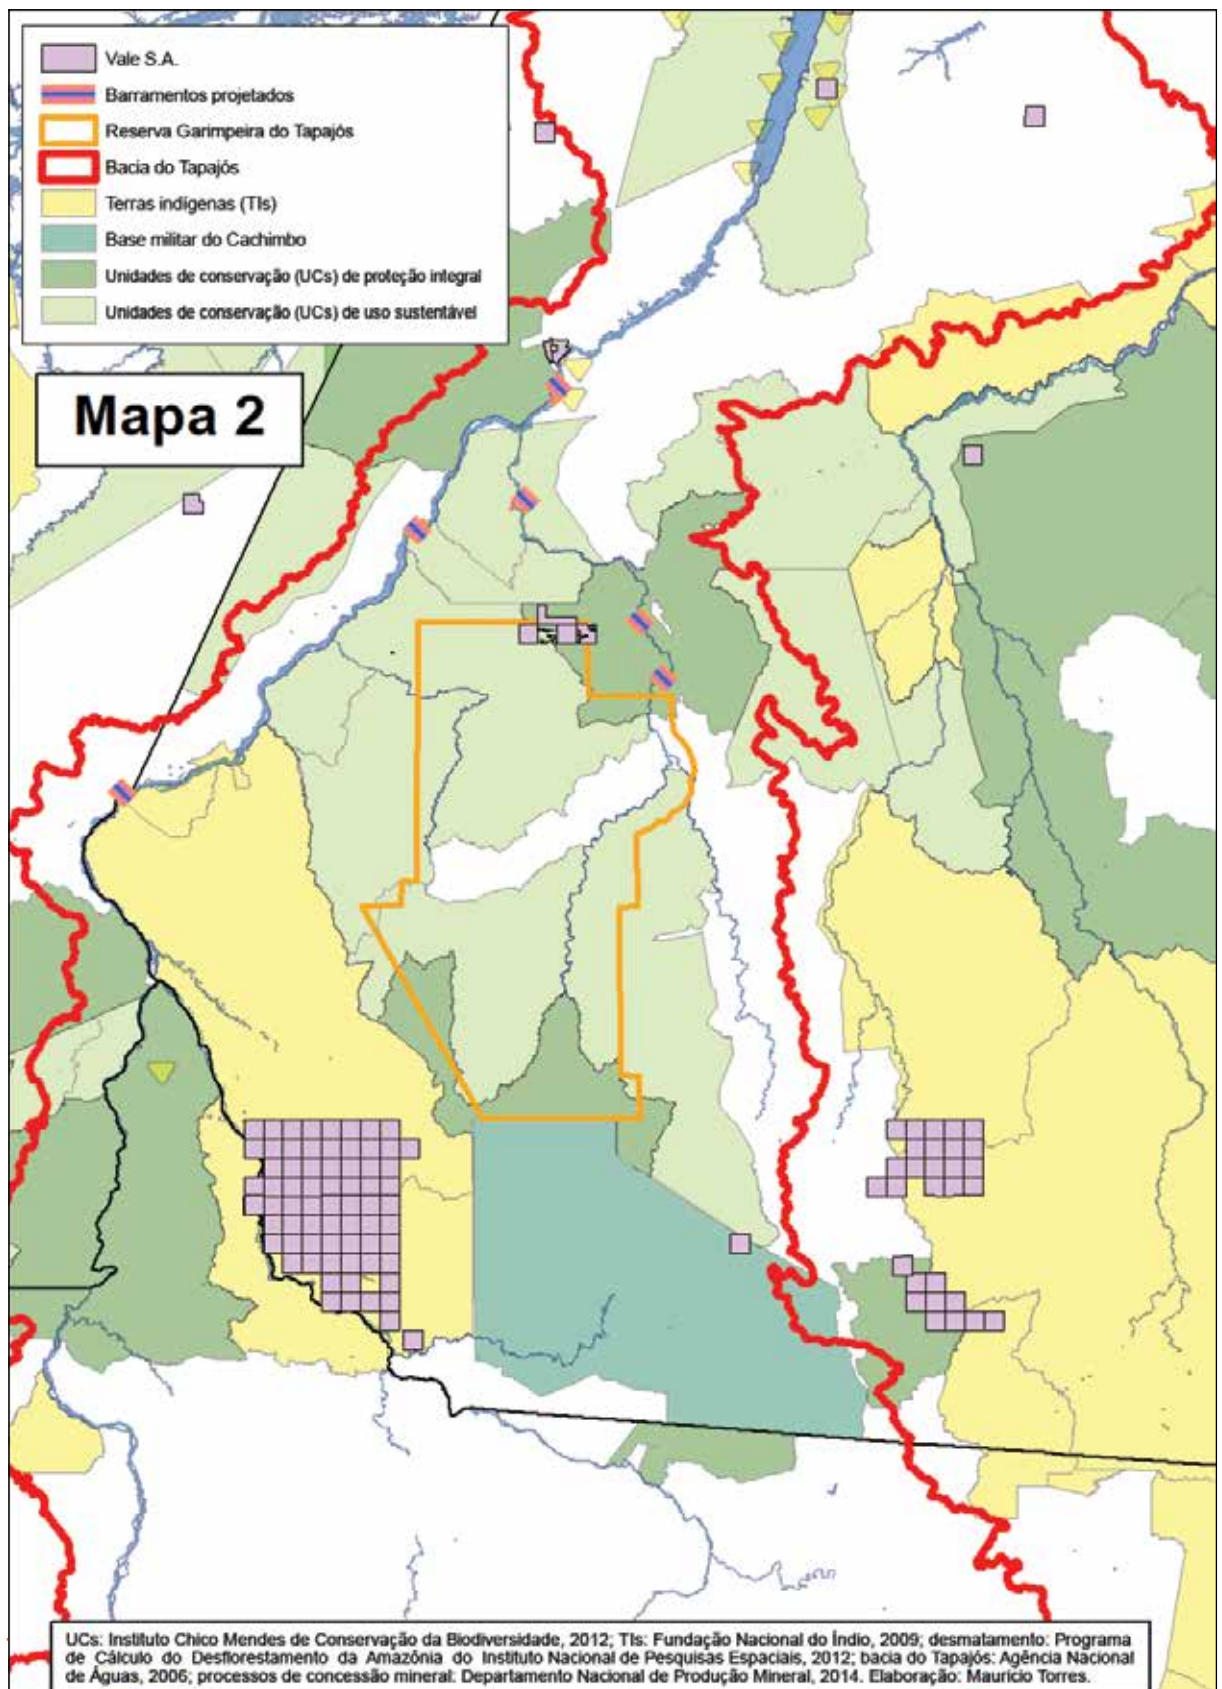 Vale S.A.
Barramentos projetados
Reserva Garimpeira do Tapajós
Bacia do Tapajós
Terras indígenas (TIs)
Base militar do Cachimbo
Unidades de conservação (UCs) de proteção integral
Unidades de conservação (UCs) de uso sustentável
Mapa 2
UCs: Instituto Chico Mendes de Conservação da Biodiversidade, 2012; TIs: Fundação Nacional do Índio, 2009; desmatamento: Programa
de Cálculo do Desflorestamento da Amazônia do Instituto Nacional de Pesquisas Espaciais, 2012; bacia do Tapajós: Agência Nacional
de Águas, 2006; processos de concessão mineral: Departamento Nacional de Produção Mineral, 2014. Elaboração: Mauricio Torres.